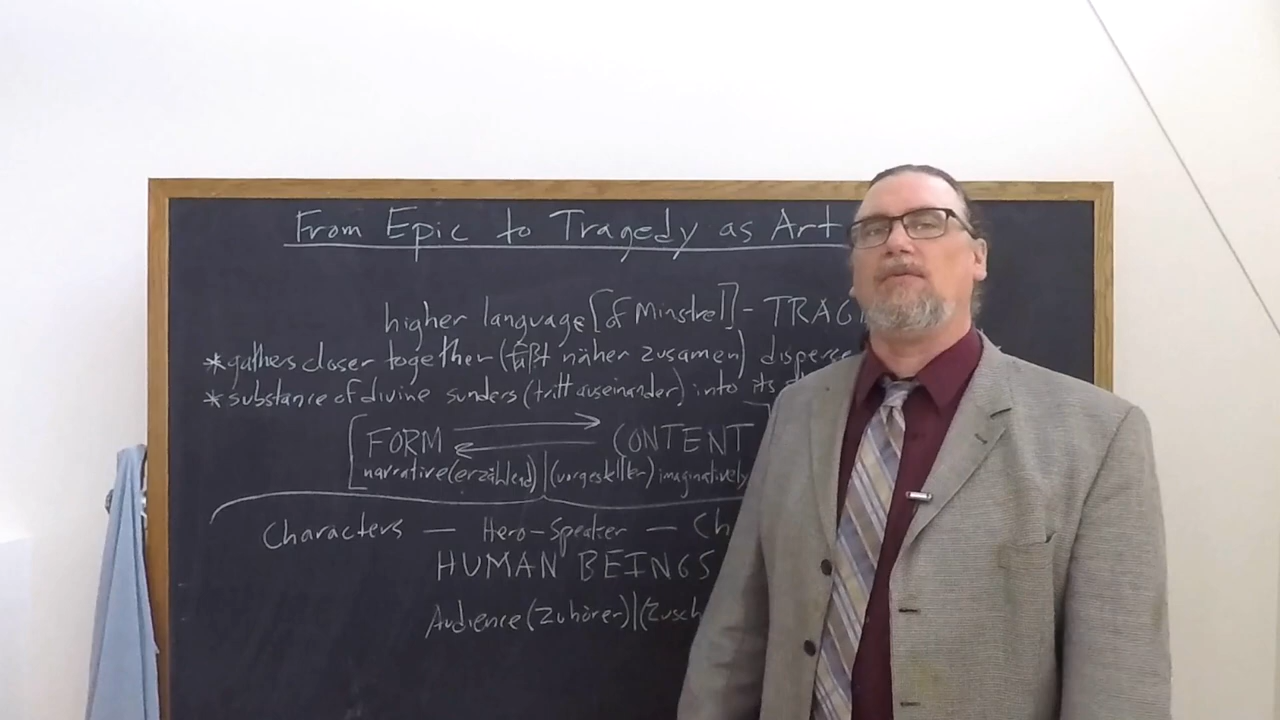 From Epic to Tragedy as Art
higher language [of Minstrel] - TRAG
*gathers closer together (faßt näher zusamen) disperse
*substance of divine sunders (tritt auseinander) into its
[FORM CONTENT]
narrative (erzählend) | (vorgestellter) imaginatively
Characters — Hero-Speaker — Ch
HUMAN BEINGS
Audience (Zuhörer) | (Zusch